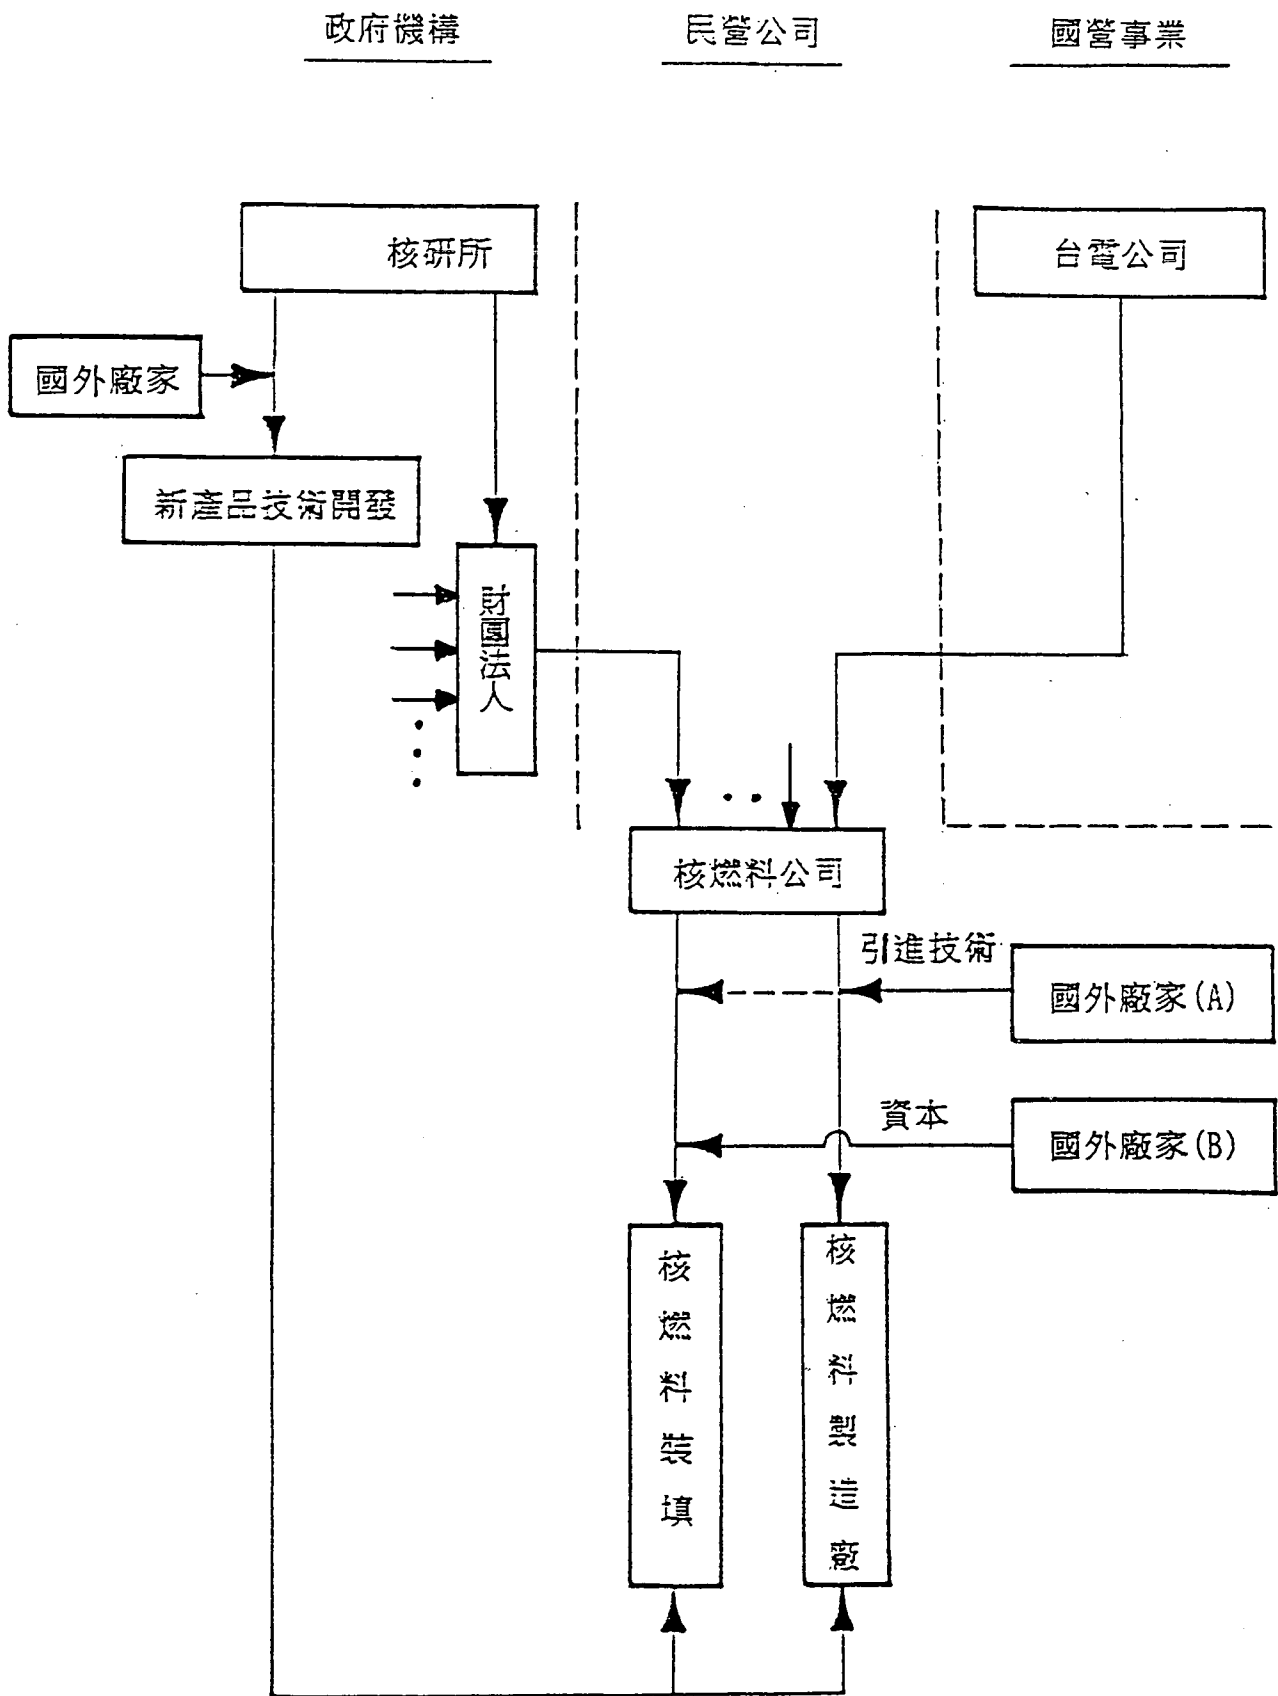 政府機構
民營公司
國營事業
核研所
台電公司
國外廠家
新產品技術開發
財團法人
核燃料公司
引進技術
國外廠家(A)
資本
國外廠家(B)
核燃料裝填
核燃料製造廠